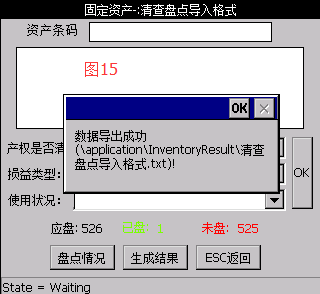 固定资产-:清查盘点导入格式
资产条码
图15
OK ×
数据导出成功
(\application\InventoryResult\清查
盘点导入格式.txt)!
产权是否清
损益类型:
OK
使用状况:
应盘: 526 已盘: 1 未盘: 525
盘点情况 生成结果 ESC返回
State = Waiting